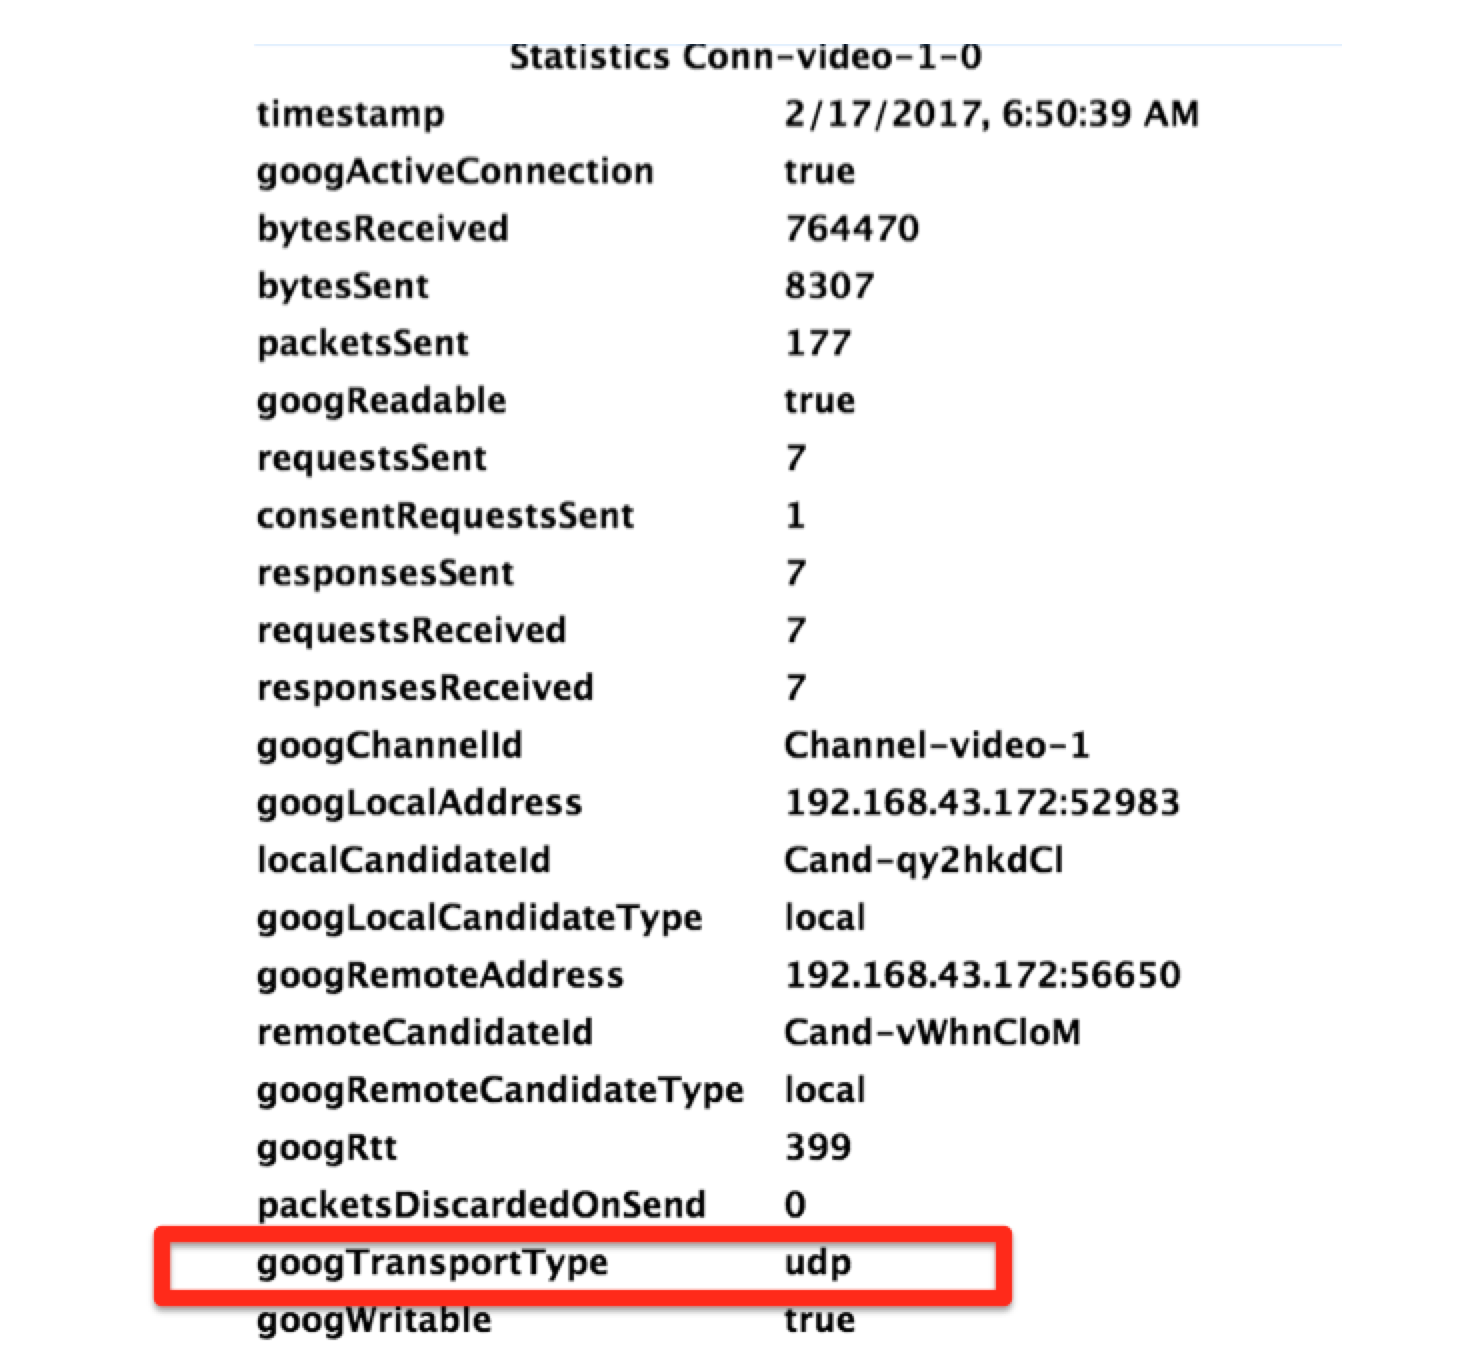 Statistics Conn-video-1-0
timestamp 2/17/2017, 6:50:39 AM
googActiveConnection true
bytesReceived 764470
bytesSent 8307
packetsSent 177
googReadable true
requestsSent 7
consentRequestsSent 1
responsesSent 7
requestsReceived 7
responsesReceived 7
googChannelId Channel-video-1
googLocalAddress 192.168.43.172:52983
localCandidateId Cand-qy2hkdCl
googLocalCandidateType local
googRemoteAddress 192.168.43.172:56650
remoteCandidateId Cand-vWhnCloM
googRemoteCandidateType local
googRtt 399
packetsDiscardedOnSend 0
googTransportType udp
googWritable true